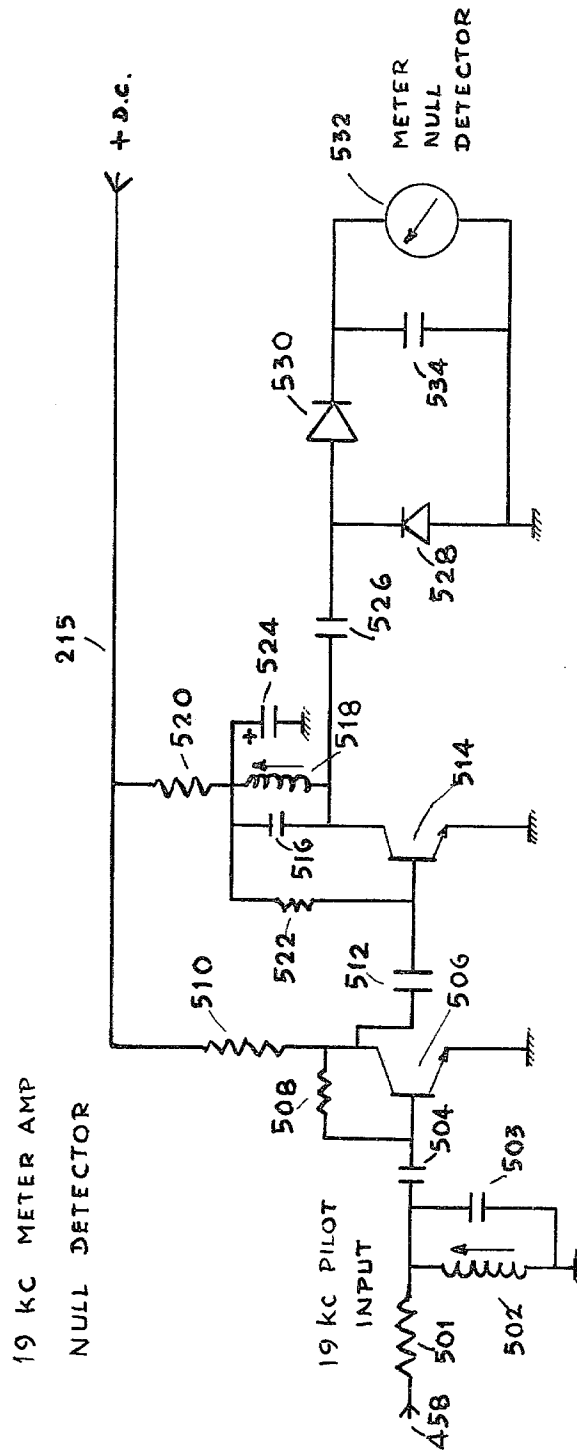 19 KC METER AMP
NULL DETECTOR
215
+ D.C.
510
520
524
518
516
522
508
512
506
514
526
530
528
534
532
METER
NULL
DETECTOR
19 KC PILOT
INPUT
504
503
501
502
458